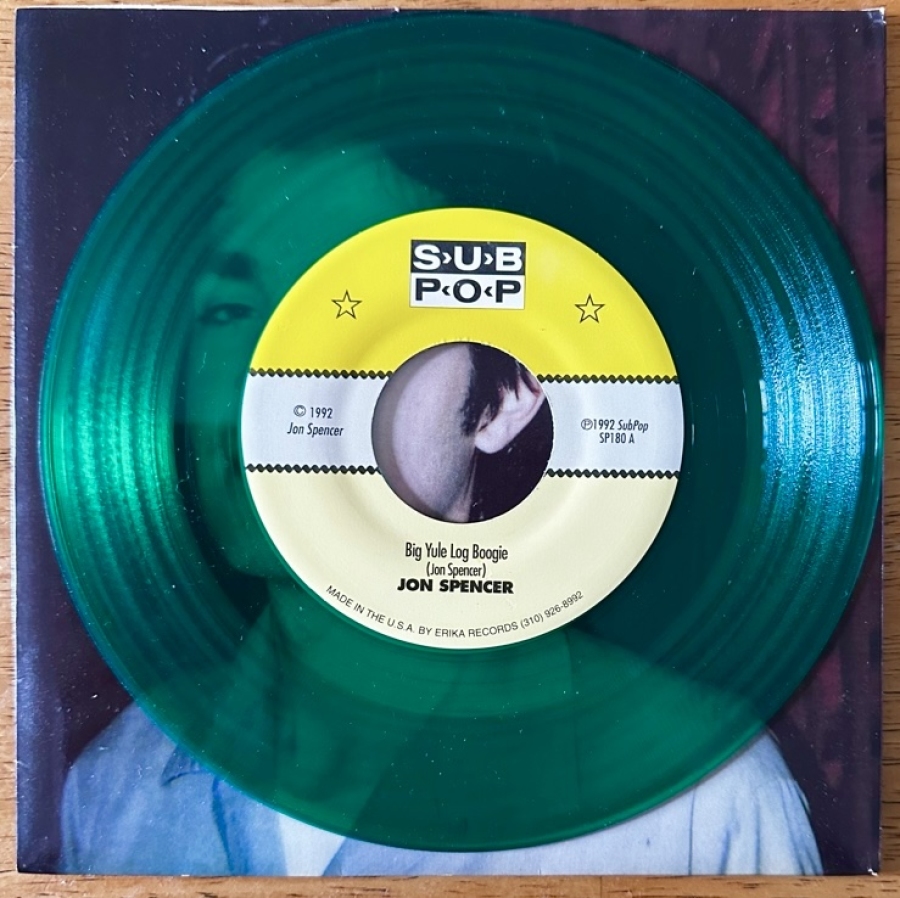 S›U›B
P‹O‹P
© 1992
Jon Spencer
℗1992 SubPop
SP180 A
Big Yule Log Boogie
(Jon Spencer)
JON SPENCER
MADE IN THE U.S.A. BY ERIKA RECORDS (310) 926-8992